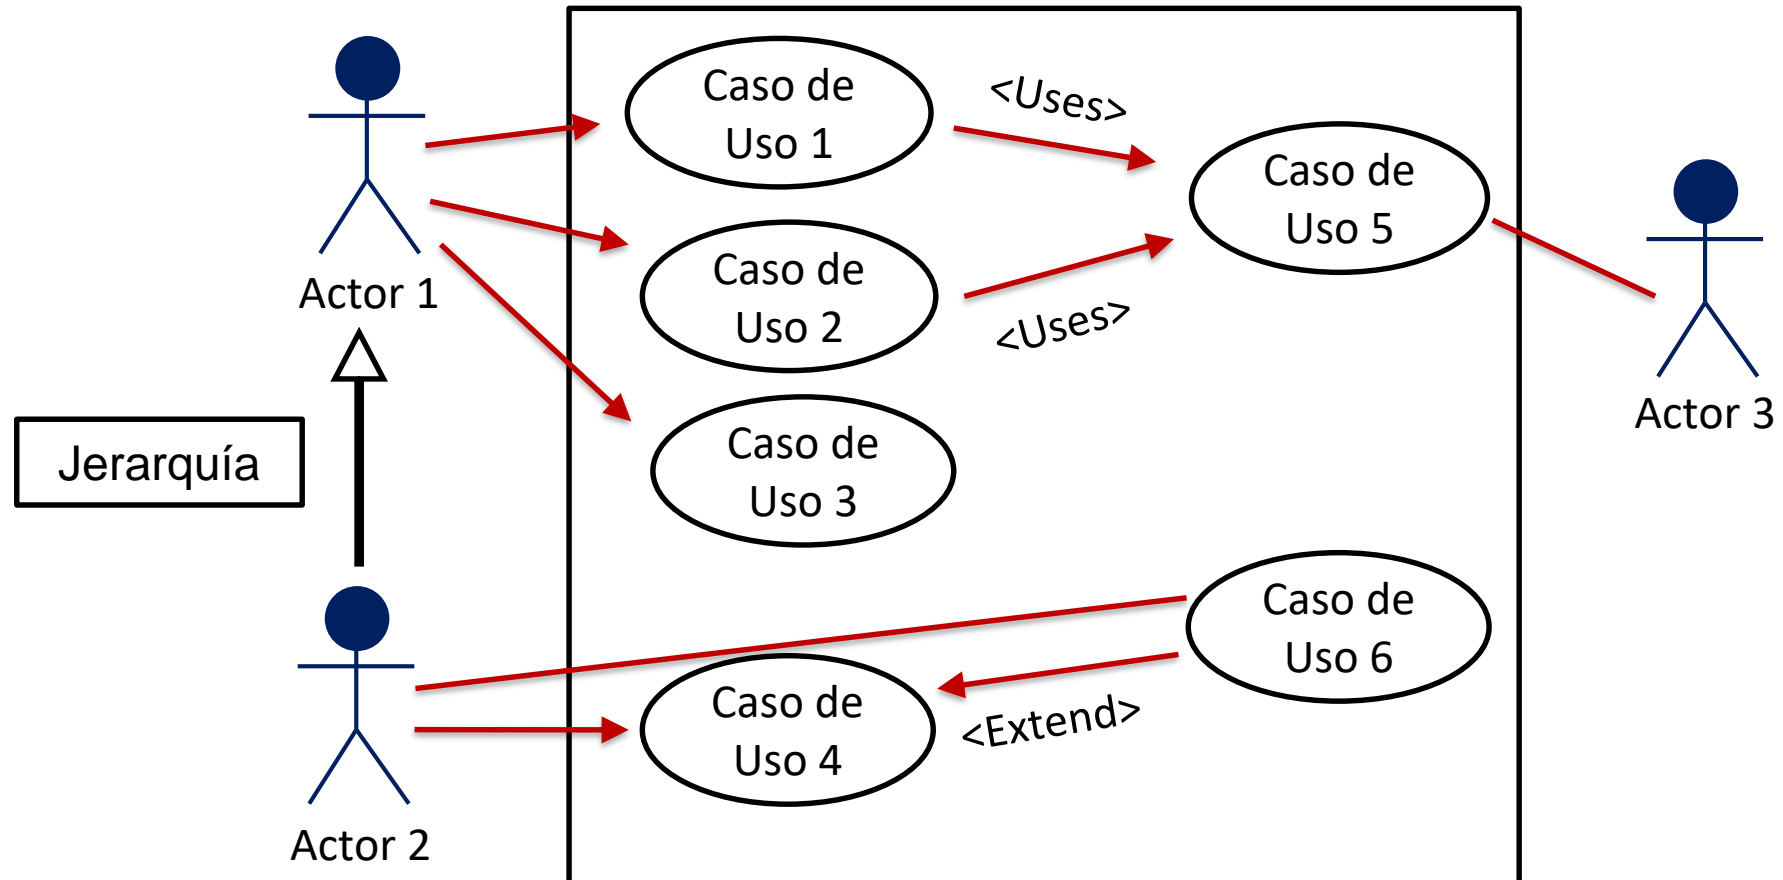 Caso de
Uso 1
<Uses>
Caso de
Uso 5
Caso de
Uso 2
<Uses>
Actor 1
Actor 3
Jerarquía
Caso de
Uso 3
Caso de
Uso 6
Caso de
Uso 4
<Extend>
Actor 2